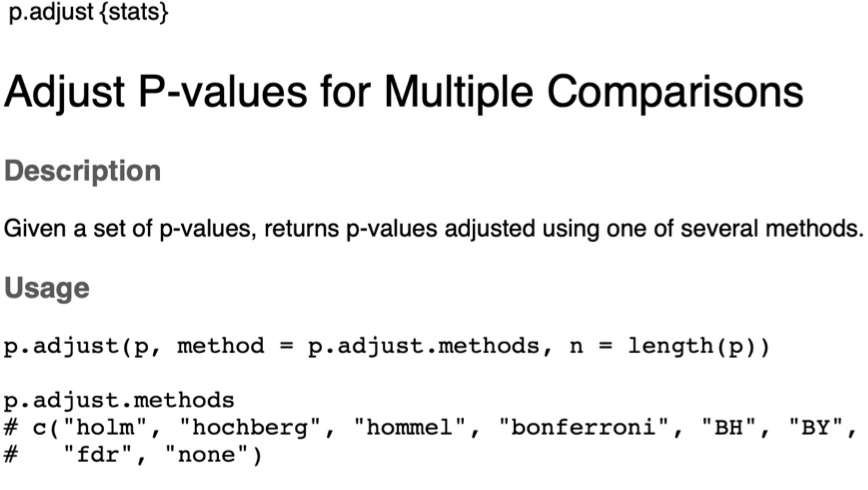 p.adjust {stats}
Adjust P-values for Multiple Comparisons
Description
Given a set of p-values, returns p-values adjusted using one of several methods.
Usage
p.adjust(p, method = p.adjust.methods, n = length(p))
p.adjust.methods
# c("holm", "hochberg", "hommel", "bonferroni", "BH", "BY",
#   "fdr", "none")